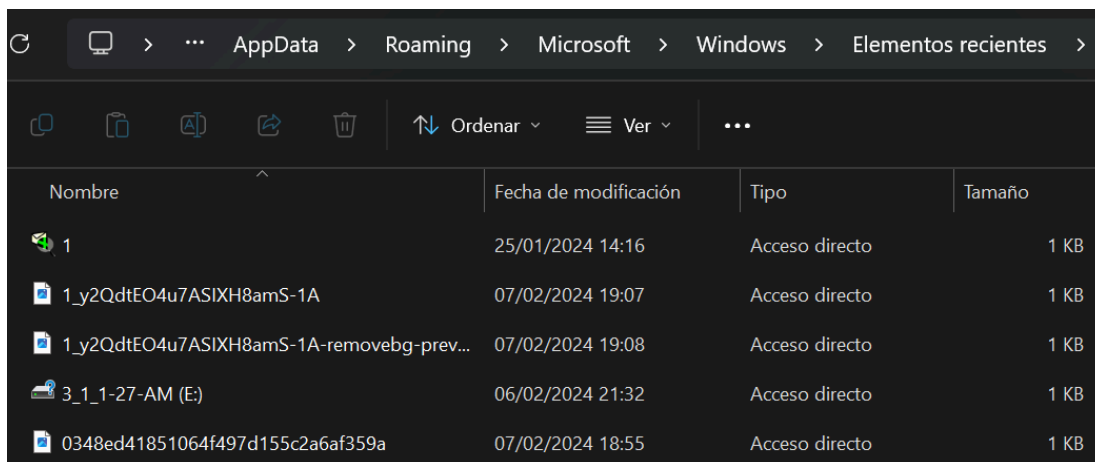 AppData > Roaming > Microsoft > Windows > Elementos recientes >
Ordenar Ver
Nombre Fecha de modificación Tipo Tamaño
1 25/01/2024 14:16 Acceso directo 1 KB
1_y2QdtEO4u7ASIXH8amS-1A 07/02/2024 19:07 Acceso directo 1 KB
1_y2QdtEO4u7ASIXH8amS-1A-removebg-prev... 07/02/2024 19:08 Acceso directo 1 KB
3_1_1-27-AM (E:) 06/02/2024 21:32 Acceso directo 1 KB
0348ed41851064f497d155c2a6af359a 07/02/2024 18:55 Acceso directo 1 KB